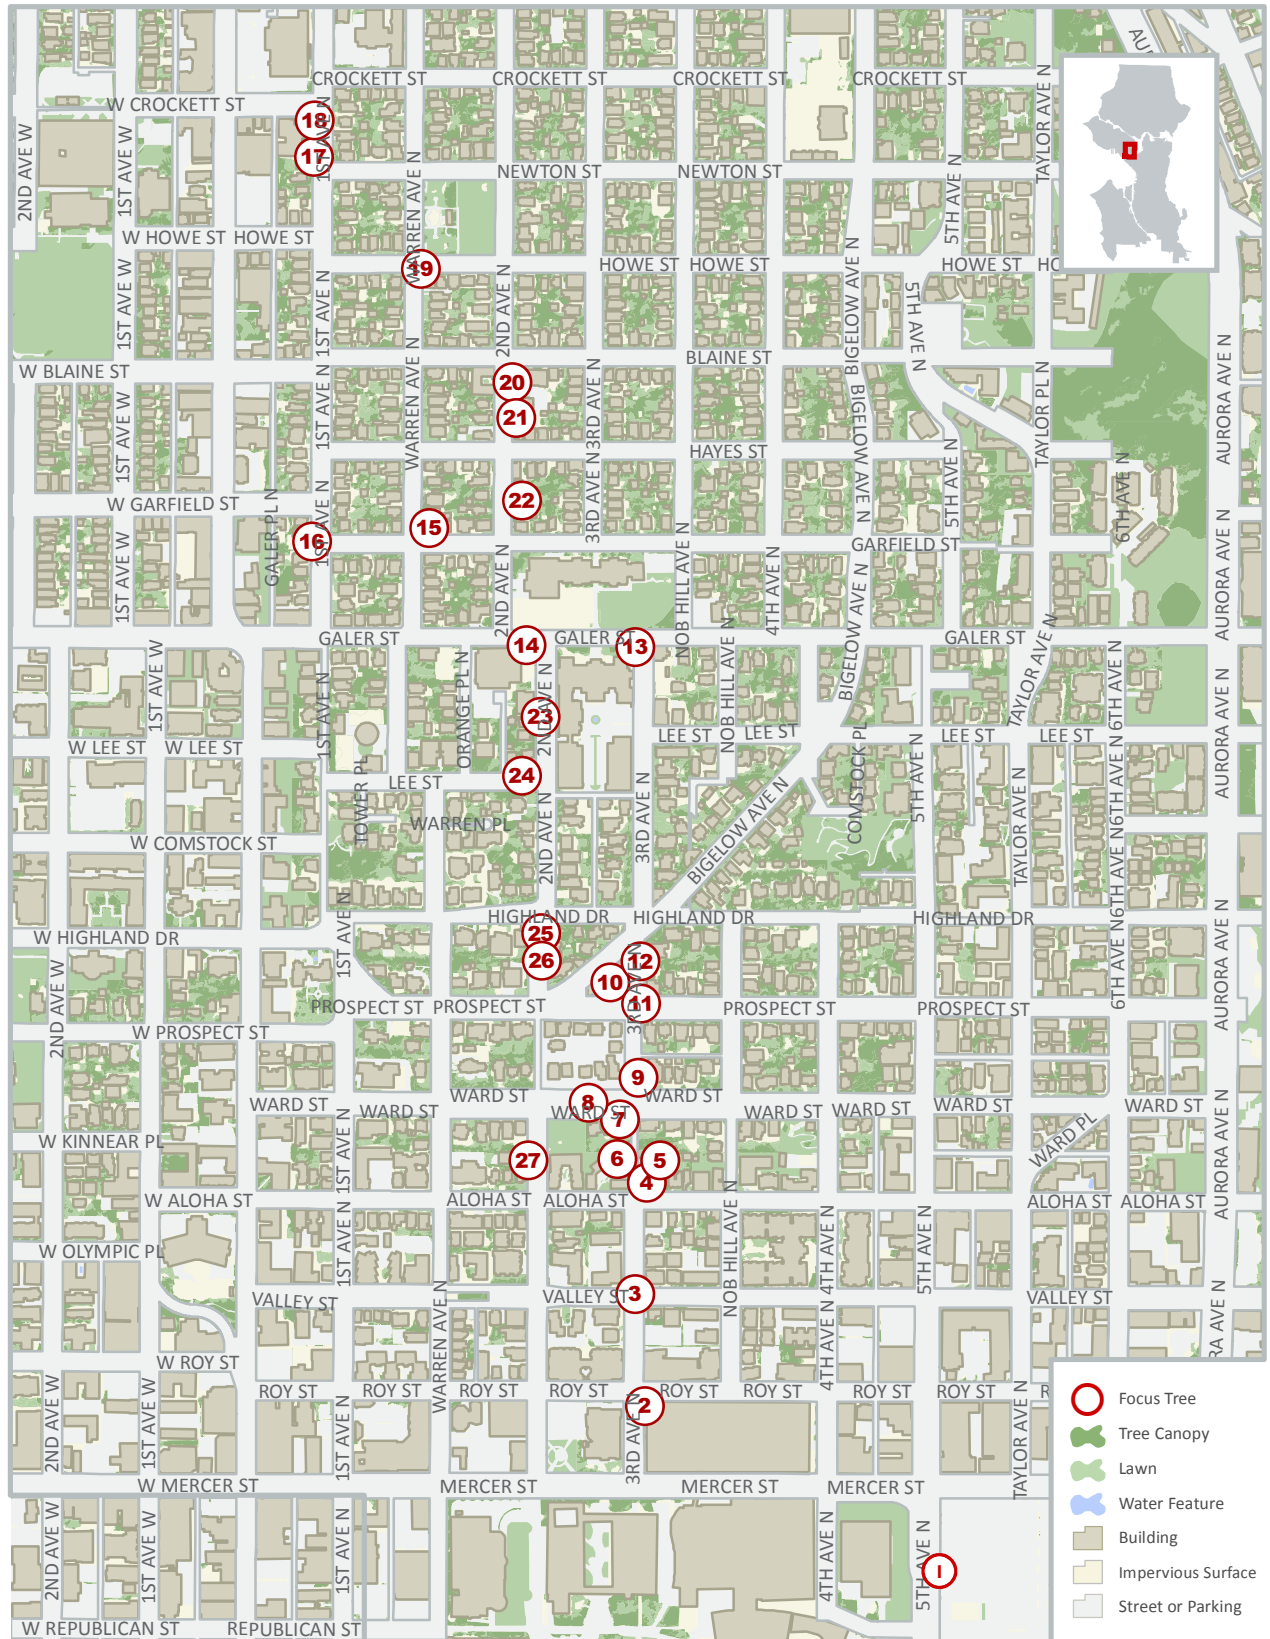 CROCKETT ST CROCKETT ST CROCKETT ST CROCKETT ST
W CROCKETT ST
TAYLOR AVE N
2ND AVE W
1ST AVE W
18
17
1ST AVE N
WARREN AVE N
5TH AVE N
NEWTON ST NEWTON ST
W HOWE ST HOWE ST
HOWE ST HOWE ST HOWE ST
19
BIGELOW AVE N
1ST AVE W
1ST AVE N
2ND AVE N
5TH AVE N
W BLAINE ST
BLAINE ST
WARREN AVE N
20
21
3RD AVE N
BIGELOW AVE N
TAYLOR PL N
AURORA AVE N
1ST AVE W
1ST AVE N
HAYES ST
W GARFIELD ST
GALER PL N
16
1ST AVE N
15
22
3RD AVE N
5TH AVE N
6TH AVE N
GARFIELD ST
1ST AVE W
2ND AVE N
NOB HILL AVE N
4TH AVE N
BIGELOW AVE N
AURORA AVE N
GALER ST GALER ST GALER ST
14
13
1ST AVE W
1ST AVE N
ORANGE PL N
23
2ND AVE N
NOB HILL AVE N
TAYLOR AVE N
6TH AVE N
AURORA AVE N
W LEE ST W LEE ST
LEE ST LEE ST LEE ST LEE ST
LEE ST
24
TOWER PL
WARREN PL
2ND AVE N
3RD AVE N
BIGELOW AVE N
COMSTOCK PL
5TH AVE N
TAYLOR AVE N
6TH AVE N
W COMSTOCK ST
6TH AVE N
HIGHLAND DR HIGHLAND DR HIGHLAND DR
W HIGHLAND DR
1ST AVE N
25
26
12
10
11
3RD AVE N
6TH AVE N
AURORA AVE N
2ND AVE W
PROSPECT ST PROSPECT ST PROSPECT ST PROSPECT ST
W PROSPECT ST
9
WARD ST WARD ST WARD ST
8
WARD ST WARD ST WARD ST WARD ST WARD ST WARD ST
7
W KINNEAR PL
1ST AVE N
27
6
5
4
WARD PL
AURORA AVE N
W ALOHA ST
ALOHA ST ALOHA ST ALOHA ST ALOHA ST
W OLYMPIC PL
1ST AVE N
NOB HILL AVE N
4TH AVE N
5TH AVE N
3
VALLEY ST VALLEY ST VALLEY ST
WARREN AVE N
4TH AVE N
W ROY ST
ROY ST ROY ST ROY ST ROY ST ROY ST ROY ST
2
2ND AVE W
1ST AVE W
1ST AVE N
3RD AVE N
TAYLOR AVE N
W MERCER ST MERCER ST MERCER ST MERCER ST
2ND AVE W
1ST AVE W
1ST AVE N
4TH AVE N
5TH AVE N
I
W REPUBLICAN ST REPUBLICAN ST
Focus Tree
Tree Canopy
Lawn
Water Feature
Building
Impervious Surface
Street or Parking